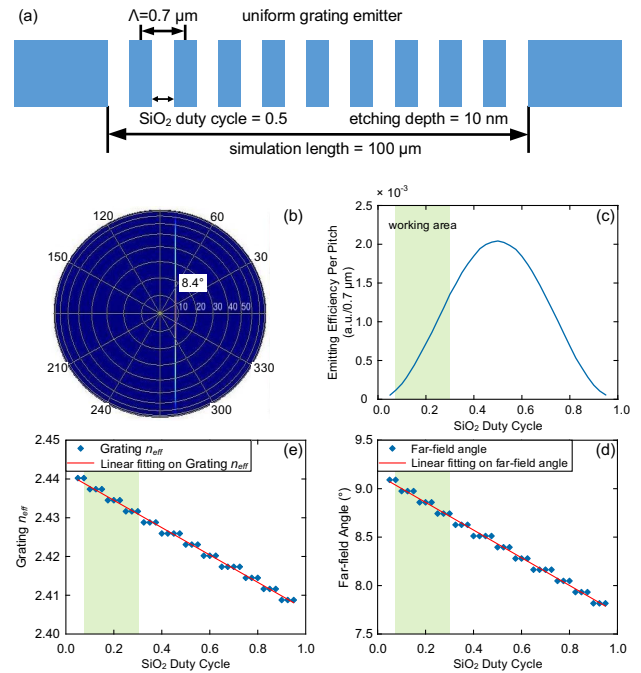 (a)
Λ=0.7 μm
uniform grating emitter
SiO2 duty cycle = 0.5
etching depth = 10 nm
simulation length = 100 μm
(b)
120
60
150
30
8.4°
10 20 30 40 50
210
330
240
300
(c)
× 10⁻³
working area
2.5
2.0
1.5
1.0
0.5
0
Emitting Efficiency Per Pitch
(a.u./0.7 μm)
0.0 0.2 0.4 0.6 0.8 1.0
SiO2 Duty Cycle
(e)
Grating neff
Linear fitting on Grating neff
2.45
2.44
2.43
2.42
2.41
2.40
Grating neff
0.0 0.2 0.4 0.6 0.8 1.0
SiO2 Duty Cycle
(d)
Far-field angle
Linear fitting on far-field angle
9.5
9.0
8.5
8.0
7.5
Far-field Angle (°)
0.0 0.2 0.4 0.6 0.8 1.0
SiO2 Duty Cycle